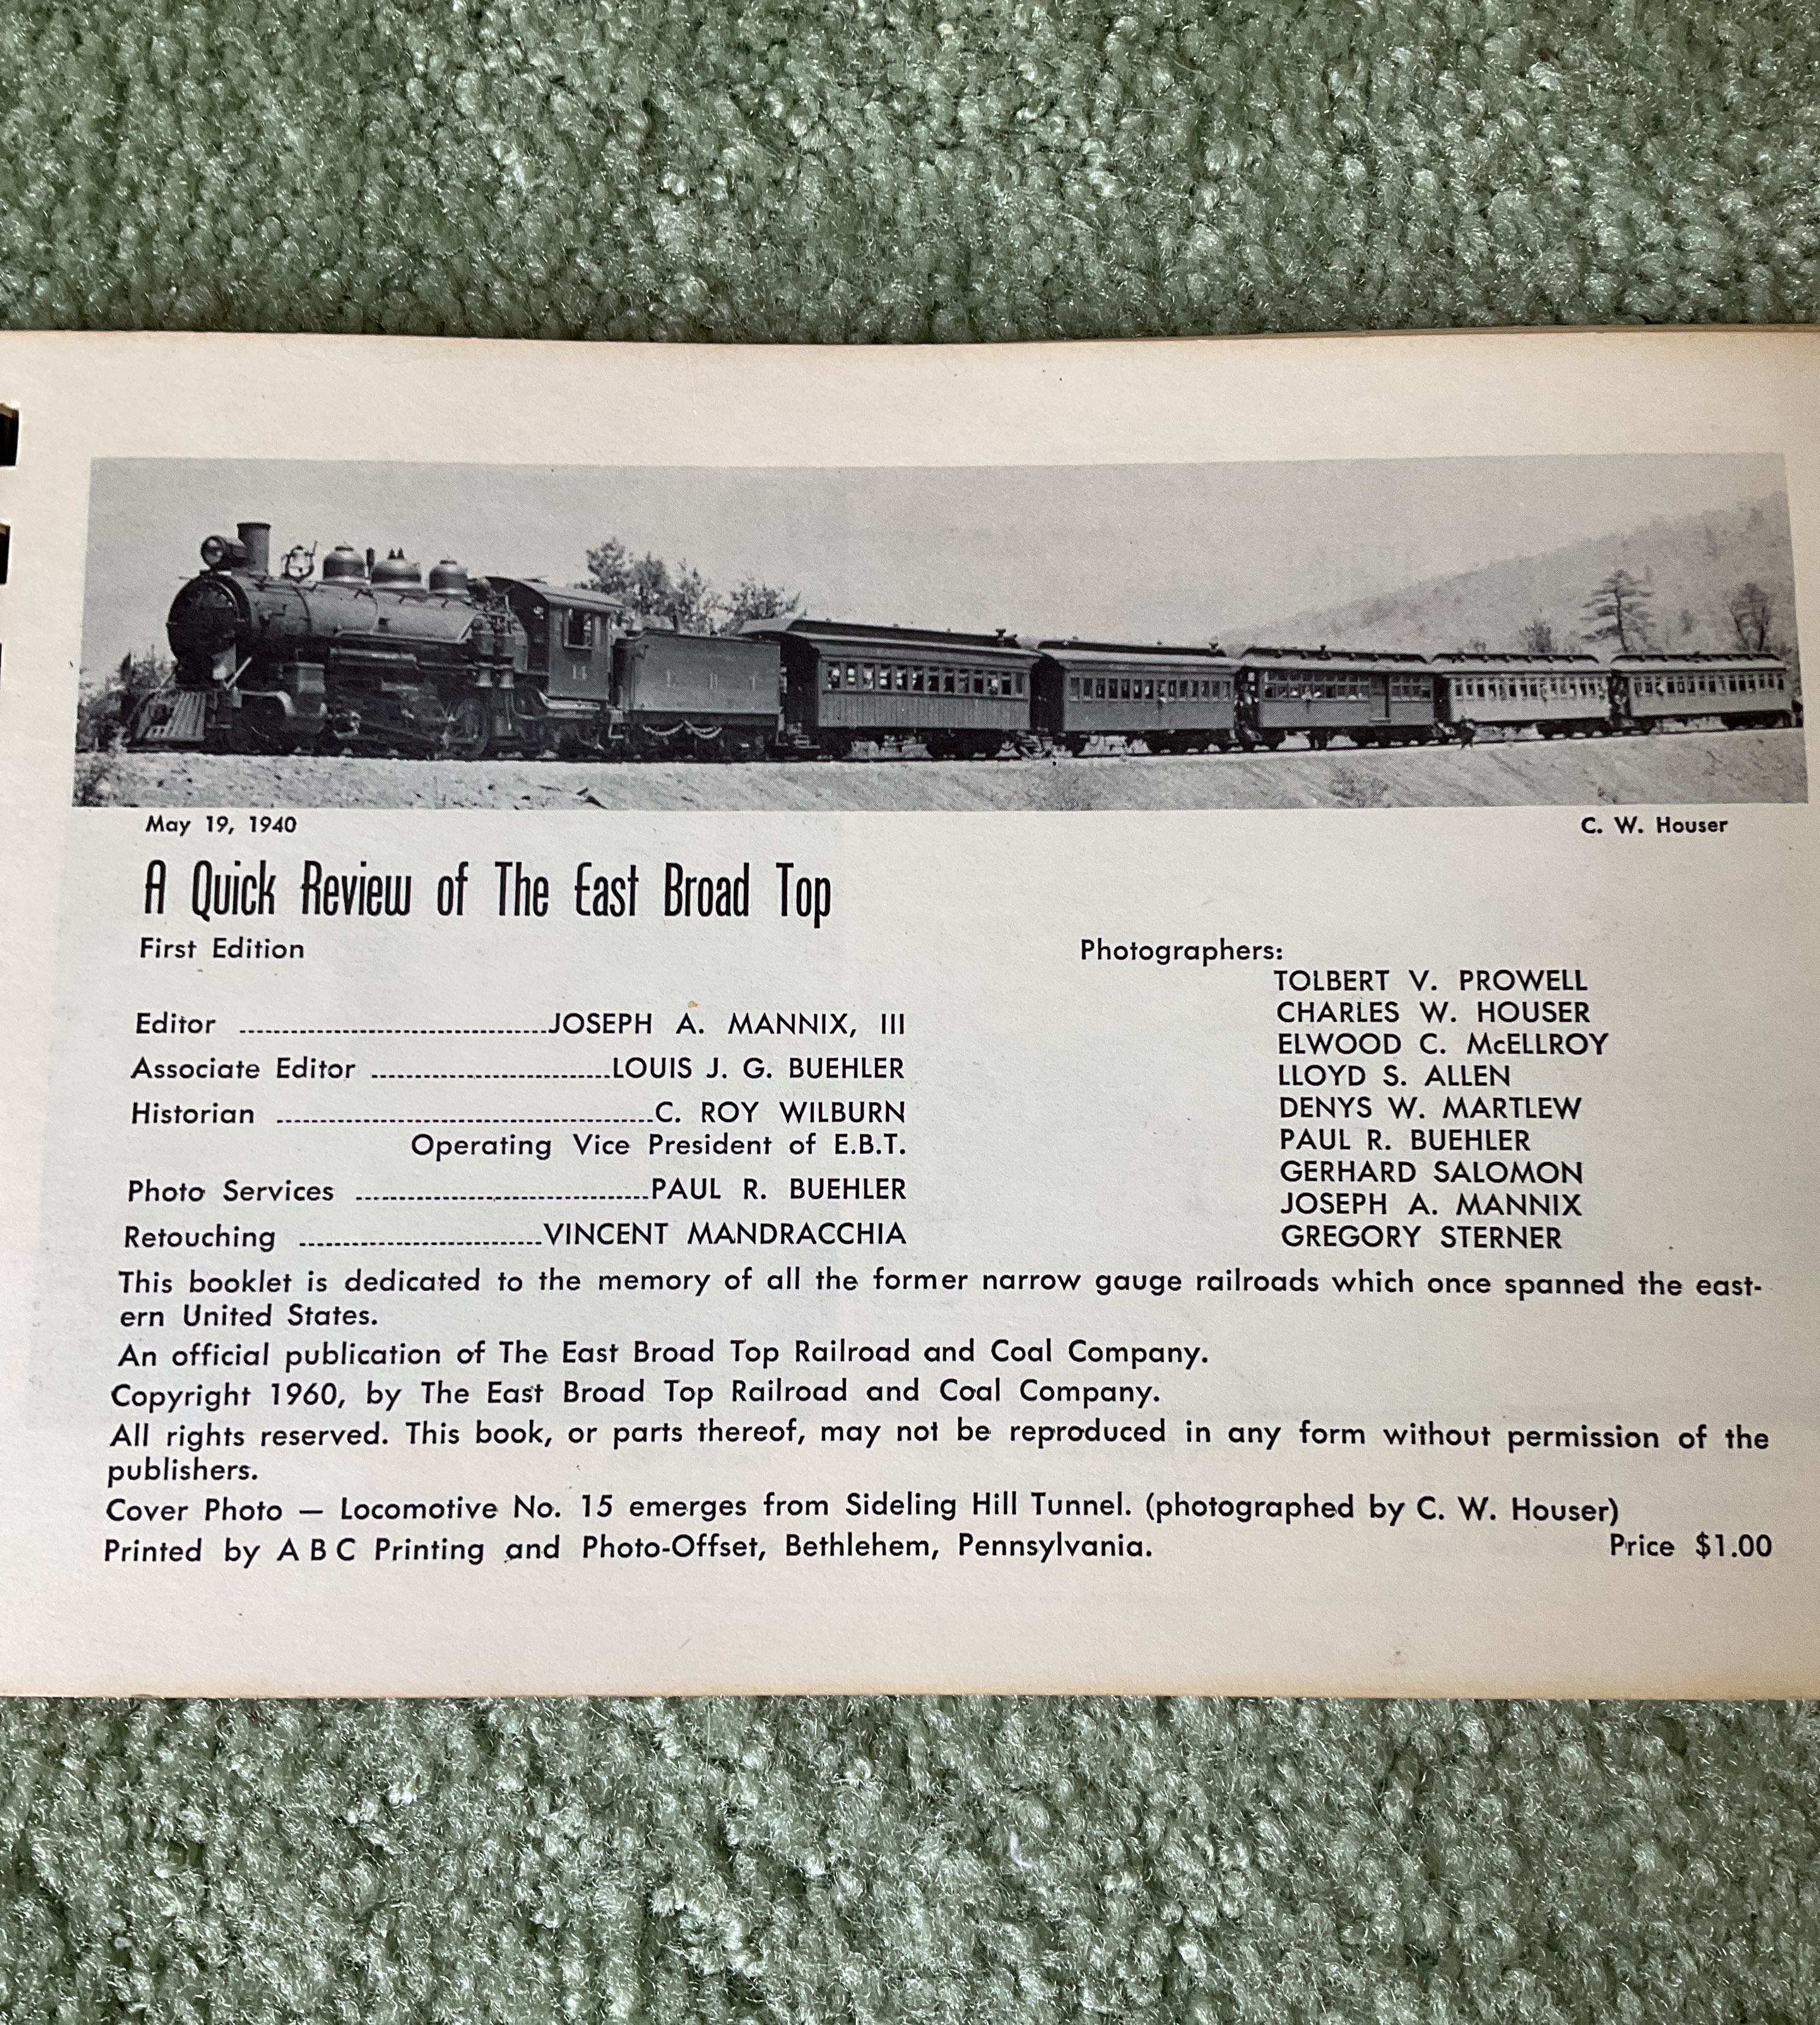 E B T
May 19, 1940
C. W. Houser
A Quick Review of The East Broad Top
First Edition
Editor ....................................JOSEPH A. MANNIX, III
Associate Editor ............................LOUIS J. G. BUEHLER
Historian ............................................C. ROY WILBURN
Operating Vice President of E.B.T.
Photo Services ..................................PAUL R. BUEHLER
Retouching ............................VINCENT MANDRACCHIA
Photographers:
TOLBERT V. PROWELL
CHARLES W. HOUSER
ELWOOD C. McELLROY
LLOYD S. ALLEN
DENYS W. MARTLEW
PAUL R. BUEHLER
GERHARD SALOMON
JOSEPH A. MANNIX
GREGORY STERNER
This booklet is dedicated to the memory of all the former narrow gauge railroads which once spanned the east-
ern United States.
An official publication of The East Broad Top Railroad and Coal Company.
Copyright 1960, by The East Broad Top Railroad and Coal Company.
All rights reserved. This book, or parts thereof, may not be reproduced in any form without permission of the
publishers.
Cover Photo — Locomotive No. 15 emerges from Sideling Hill Tunnel. (photographed by C. W. Houser)
Printed by A B C Printing and Photo-Offset, Bethlehem, Pennsylvania. Price $1.00